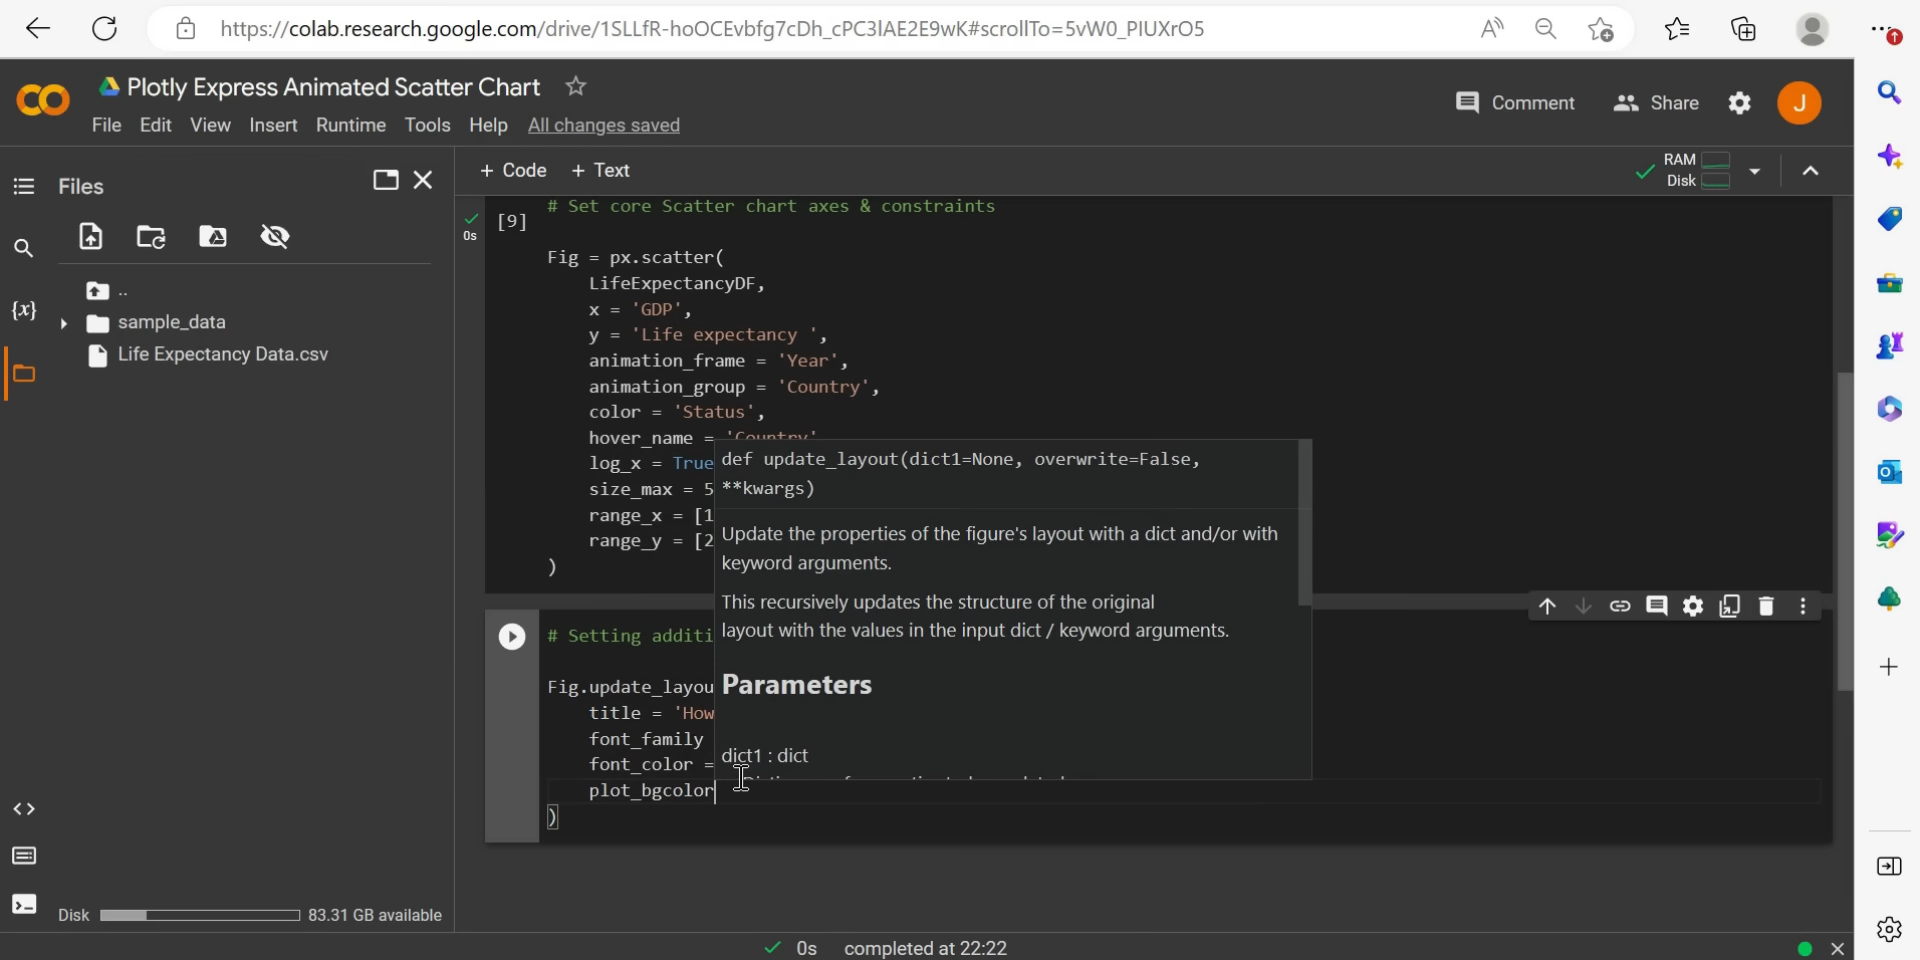 https://colab.research.google.com/drive/1SLLfR-hoOCEvbfg7cDh_cPC3lAE2E9wK#scrollTo=5vW0_PlUXrO5
Plotly Express Animated Scatter Chart
Comment Share J
File Edit View Insert Runtime Tools Help All changes saved
+ Code + Text
RAM
Disk
Files
..
sample_data
Life Expectancy Data.csv
{x}
Disk 83.31 GB available
[9]
0s
# Set core Scatter chart axes & constraints
Fig = px.scatter(
LifeExpectancyDF,
x = 'GDP',
y = 'Life expectancy ',
animation_frame = 'Year',
animation_group = 'Country',
color = 'Status',
hover_name = 'Country'
log_x = True
size_max = 5
range_x = [1
range_y = [2
)
def update_layout(dict1=None, overwrite=False,
**kwargs)
Update the properties of the figure's layout with a dict and/or with
keyword arguments.
This recursively updates the structure of the original
layout with the values in the input dict / keyword arguments.
Parameters
dict1 : dict
# Setting additi
Fig.update_layou
title = 'How
font_family
font_color =
plot_bgcolor
)
0s completed at 22:22